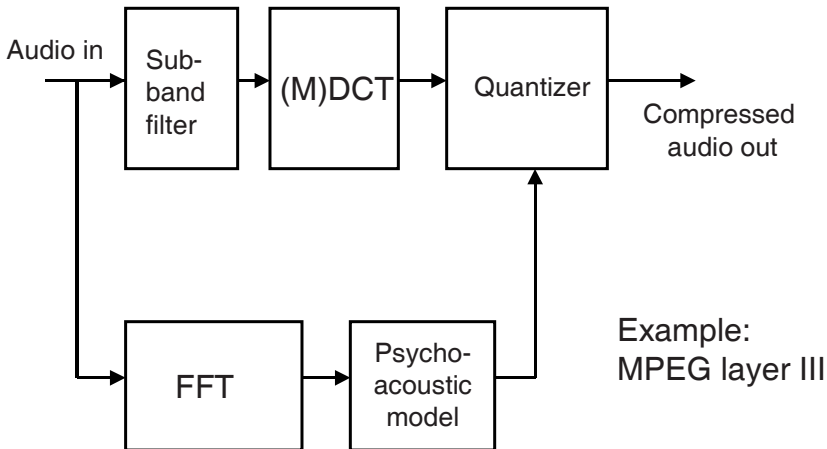 Audio in
Sub-
band
filter
(M)DCT
Quantizer
Compressed
audio out
FFT
Psycho-
acoustic
model
Example:
MPEG layer III